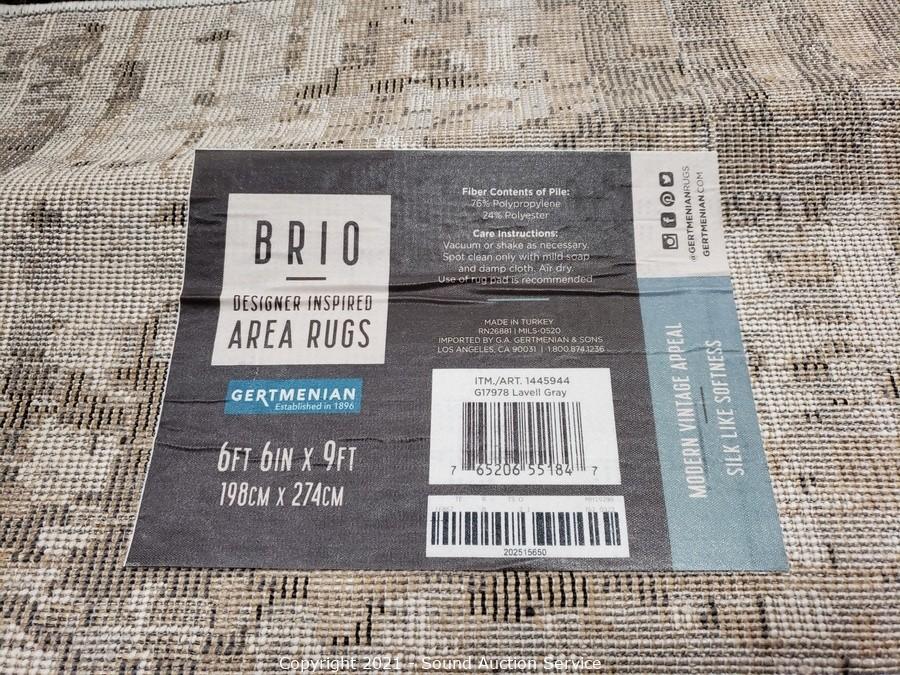 BRIO
DESIGNER INSPIRED
AREA RUGS
GERTMENIAN
Established in 1896
6FT 6IN X 9FT
198CM X 274CM
Fiber Contents of Pile:
76% Polypropylene
24% Polyester
Care Instructions:
Vacuum or shake as necessary.
Spot clean only with mild soap
and damp cloth. Air dry.
Use of rug pad is recommended.
MADE IN TURKEY
RN26881 | MILS-0520
IMPORTED BY G.A. GERTMENIAN & SONS
LOS ANGELES, CA 90031 | 1.800.874.1236
ITM./ART. 1445944
G17978 Lavell Gray
7 65206 55184 7
202515650
@GERTMENIANRUGS
GERTMENIAN.COM
MODERN VINTAGE APPEAL
SILK LIKE SOFTNESS
Copyright 2021 - Sound Auction Service